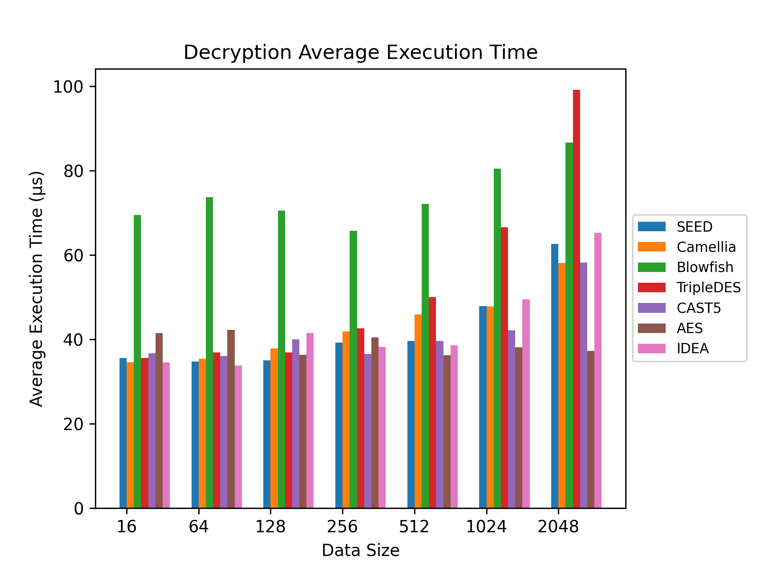 Decryption Average Execution Time
Average Execution Time (µs)
100
80
60
40
20
0
16 64 128 256 512 1024 2048
Data Size
SEED
Camellia
Blowfish
TripleDES
CAST5
AES
IDEA